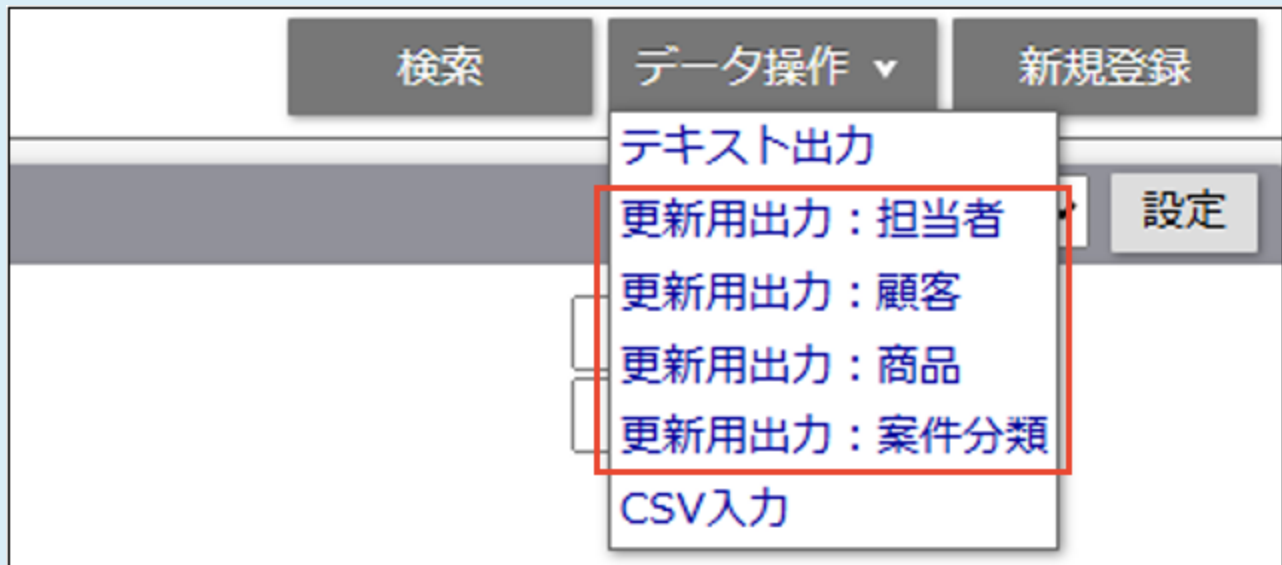 検索
データ操作 ▼
新規登録
テキスト出力
更新用出力：担当者
設定
更新用出力：顧客
更新用出力：商品
更新用出力：案件分類
CSV入力